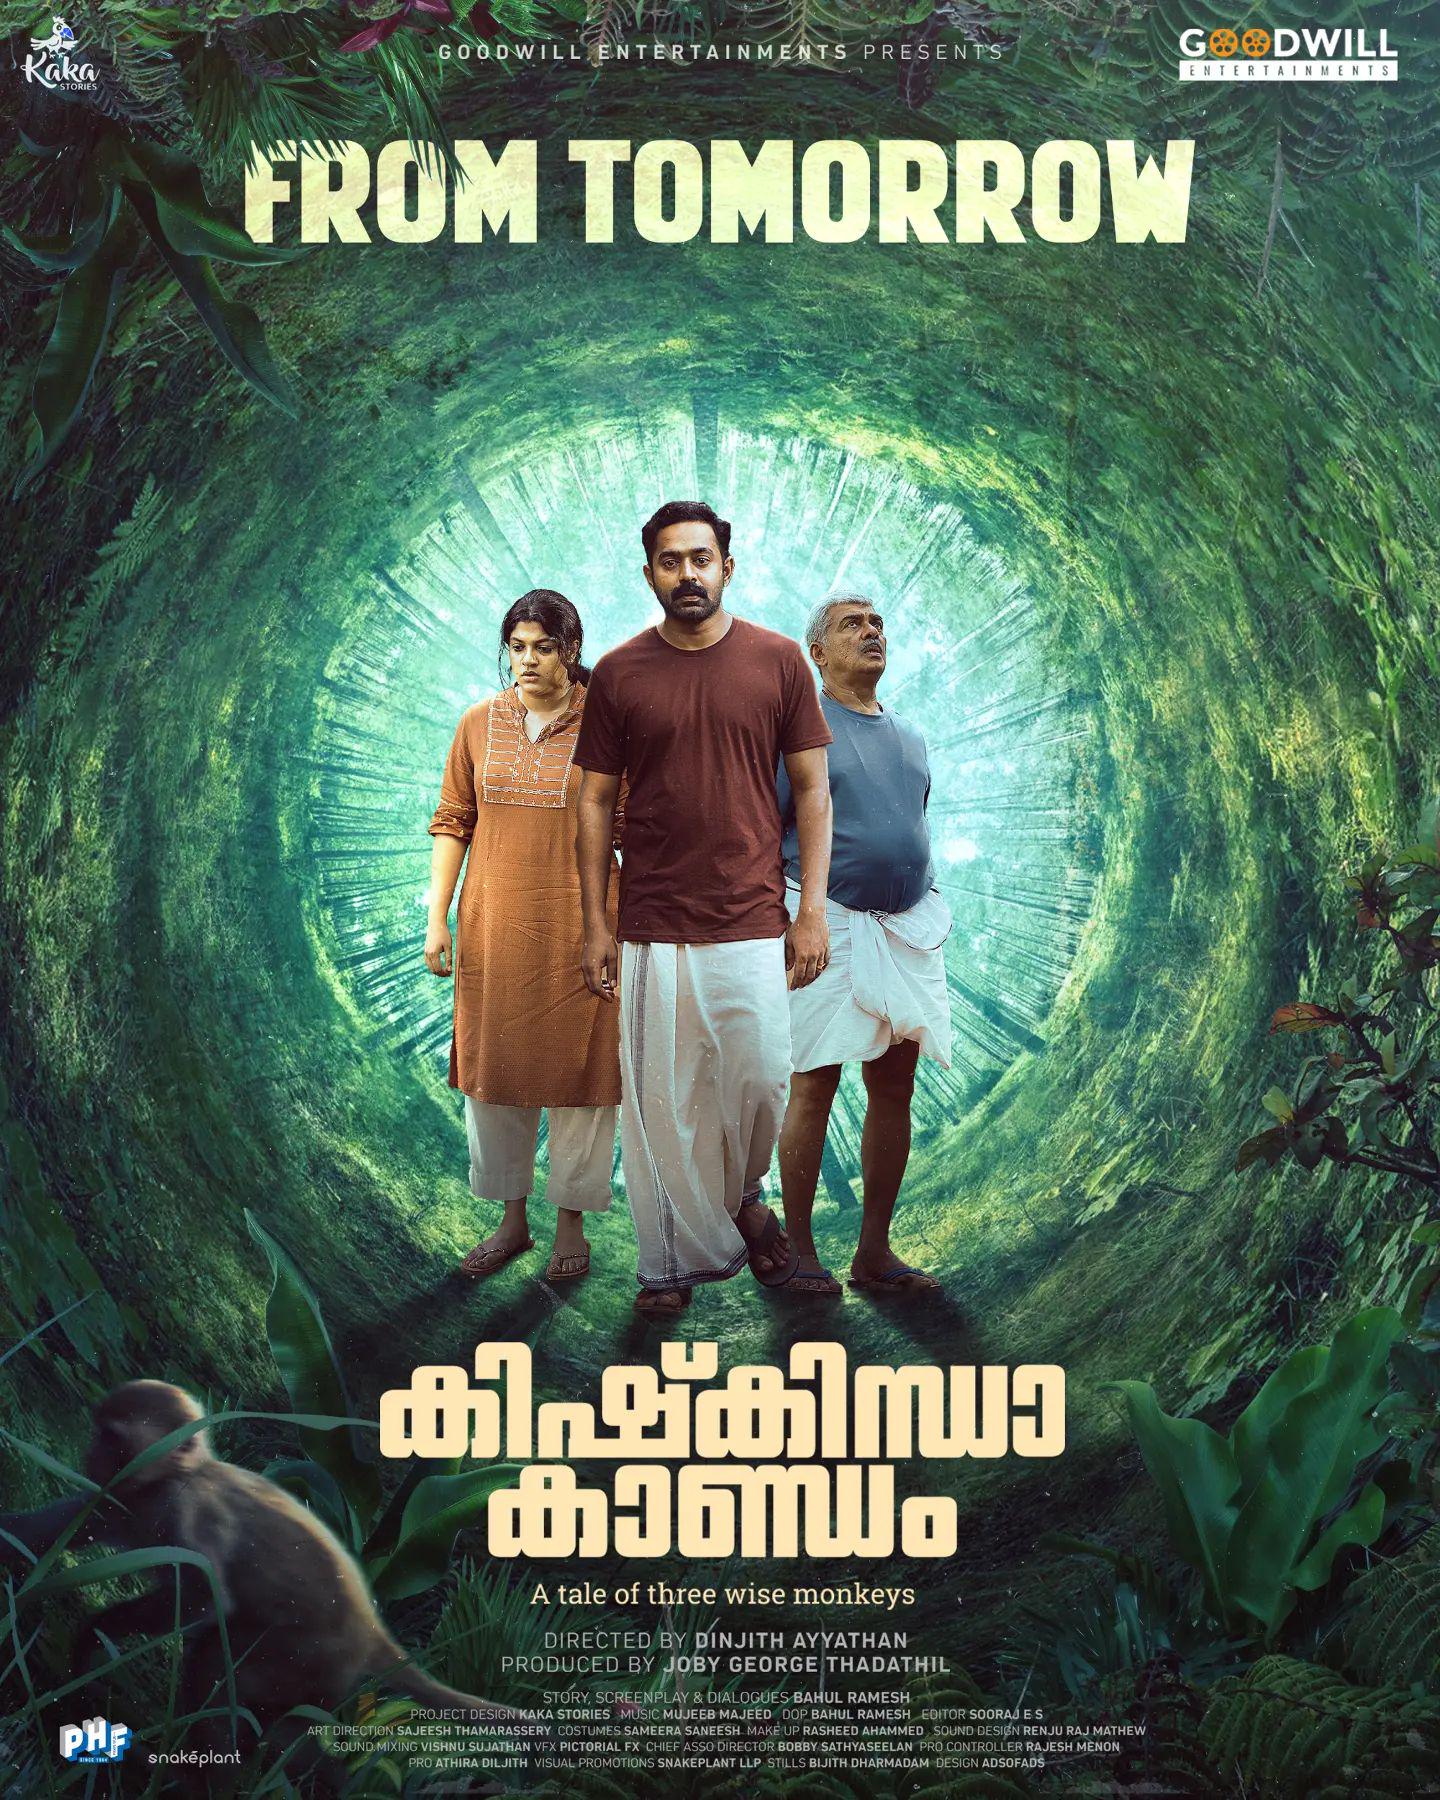 Kaka
STORIES
GOODWILL ENTERTAINMENTS PRESENTS
GOODWILL
ENTERTAINMENTS
FROM TOMORROW
കിഷ്കിന്ധാ
കാണ്ഡം
A tale of three wise monkeys
DIRECTED BY DINJITH AYYATHAN
PRODUCED BY JOBY GEORGE THADATHIL
STORY, SCREENPLAY & DIALOGUES BAHUL RAMESH
PROJECT DESIGN KAKA STORIES MUSIC MUJEEB MAJEED DOP BAHUL RAMESH EDITOR SOORAJ E S
ART DIRECTION SAJEESH THAMARASSERY COSTUMES SAMEERA SANEESH MAKE UP RASHEED AHAMMED SOUND DESIGN RENJU RAJ MATHEW
SOUND MIXING VISHNU SUJATHAN VFX PICTORIAL FX CHIEF ASSO DIRECTOR BOBBY SATHYASEELAN PRO CONTROLLER RAJESH MENON
PRO ATHIRA DILJITH VISUAL PROMOTIONS SNAKEPLANT LLP STILLS BIJITH DHARMADAM DESIGN ADSOFADS
PHF
SINCE 1964
snakēplant